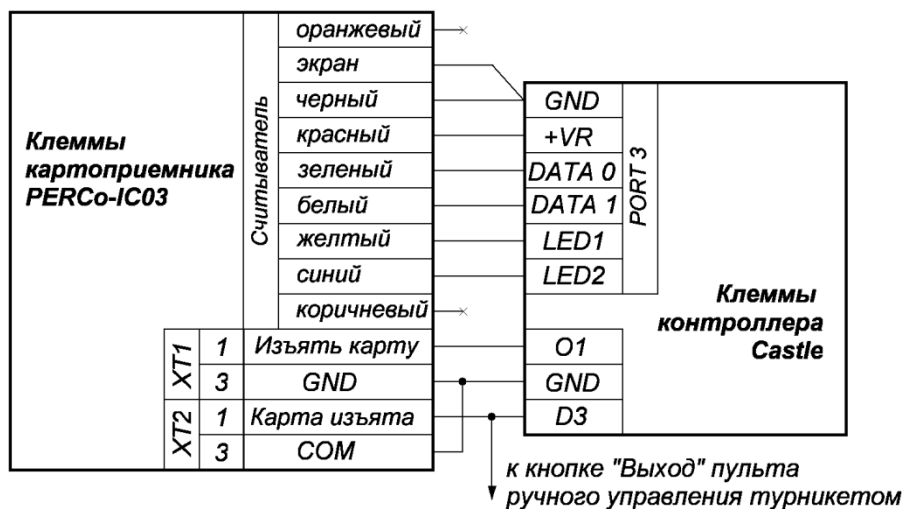 Клеммы
картоприемника
PERCo-IC03
Считыватель
оранжевый
экран
черный
красный
зеленый
белый
желтый
синий
коричневый
XT1
1 Изъять карту
3 GND
XT2
1 Карта изъята
3 COM
GND
+VR
DATA 0
DATA 1
LED1
LED2
PORT 3
O1
GND
D3
Клеммы
контроллера
Castle
к кнопке "Выход" пульта
ручного управления турникетом